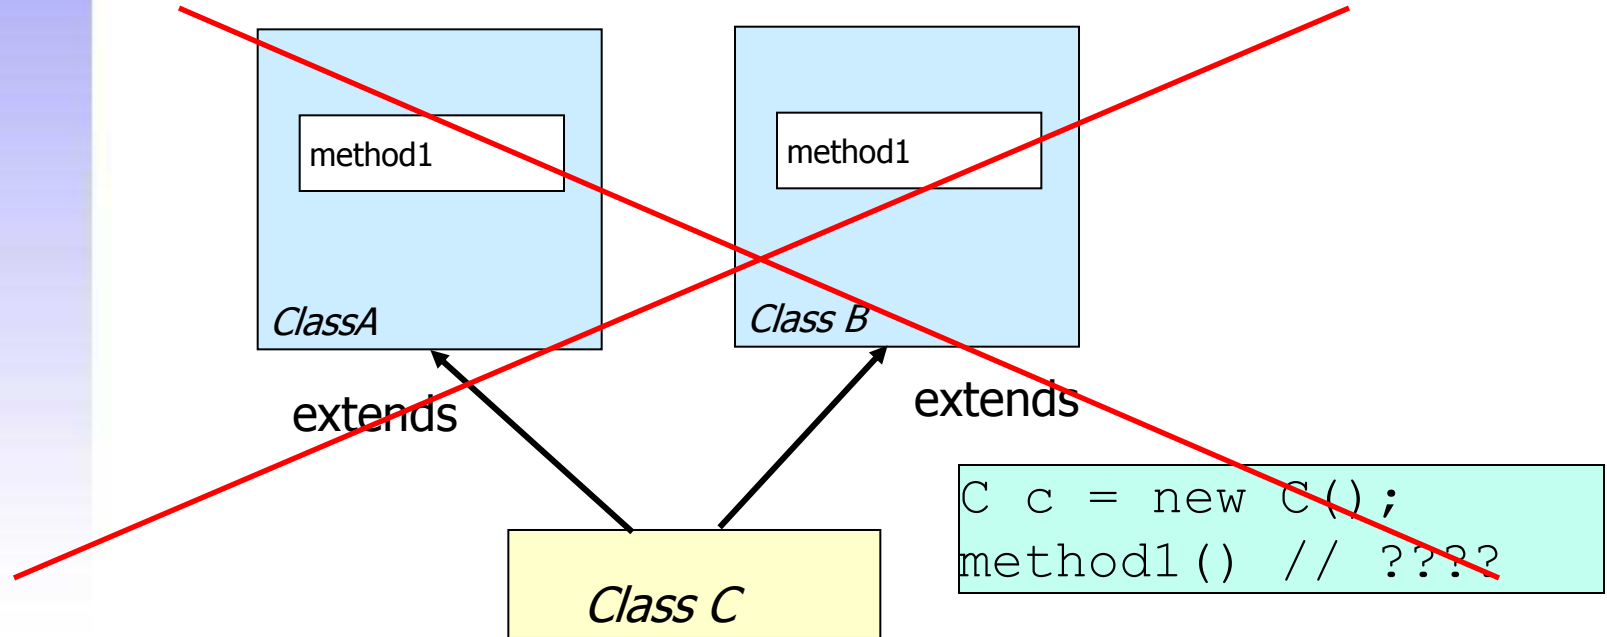 method1
method1
ClassA
Class B
extends
extends
C c = new C();
method1() // ????
Class C